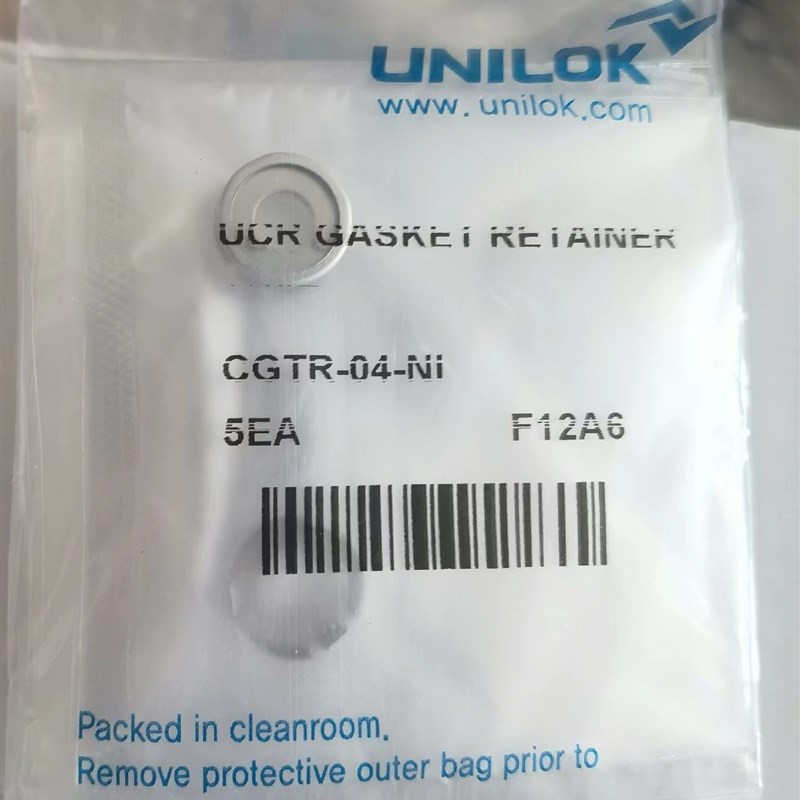 UNILOK
www.unilok.com
UCR GASKET RETAINER
CGTR-04-NI
5EA F12A6
Packed in cleanroom.
Remove protective outer bag prior to